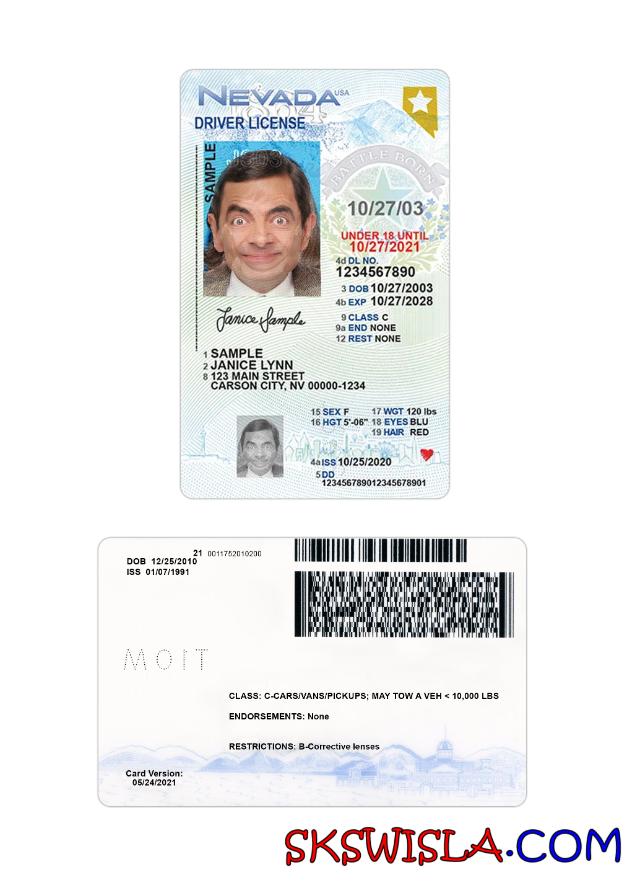 NEVADA USA
DRIVER LICENSE
SAMPLE
BATTLE BORN
10/27/03
UNDER 18 UNTIL
10/27/2021
4d DL NO.
1234567890
3 DOB 10/27/2003
4b EXP 10/27/2028
9 CLASS C
9a END NONE
12 REST NONE
Janice Sample
1 SAMPLE
2 JANICE LYNN
8 123 MAIN STREET
CARSON CITY, NV 00000-1234
15 SEX F 17 WGT 120 lbs
16 HGT 5'-06" 18 EYES BLU
19 HAIR RED
4a ISS 10/25/2020
5 DD
123456789012345678901
21 0011752010200
DOB 12/25/2010
ISS 01/07/1991
MOIT
CLASS: C-CARS/VANS/PICKUPS; MAY TOW A VEH < 10,000 LBS
ENDORSEMENTS: None
RESTRICTIONS: B-Corrective lenses
Card Version:
05/24/2021
SKSWISLA.COM